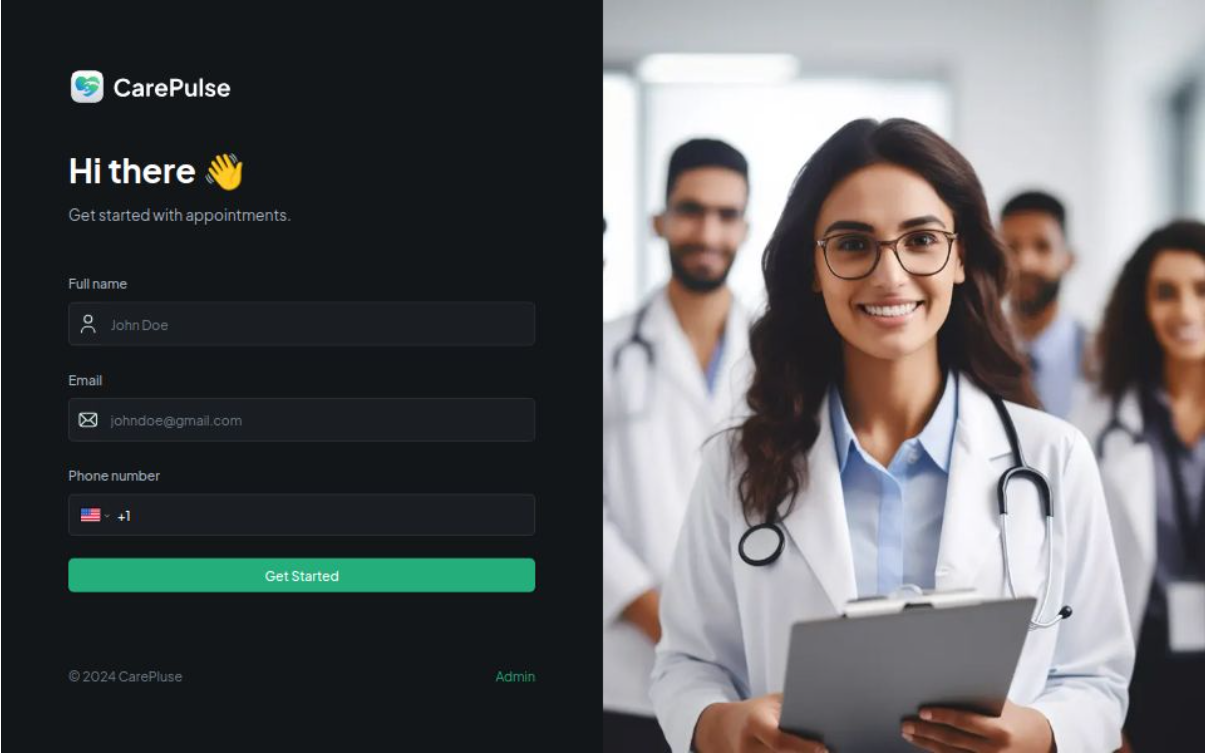 CarePulse
Hi there 👋
Get started with appointments.
Full name
John Doe
Email
johndoe@gmail.com
Phone number
+1
Get Started
© 2024 CarePluse
Admin